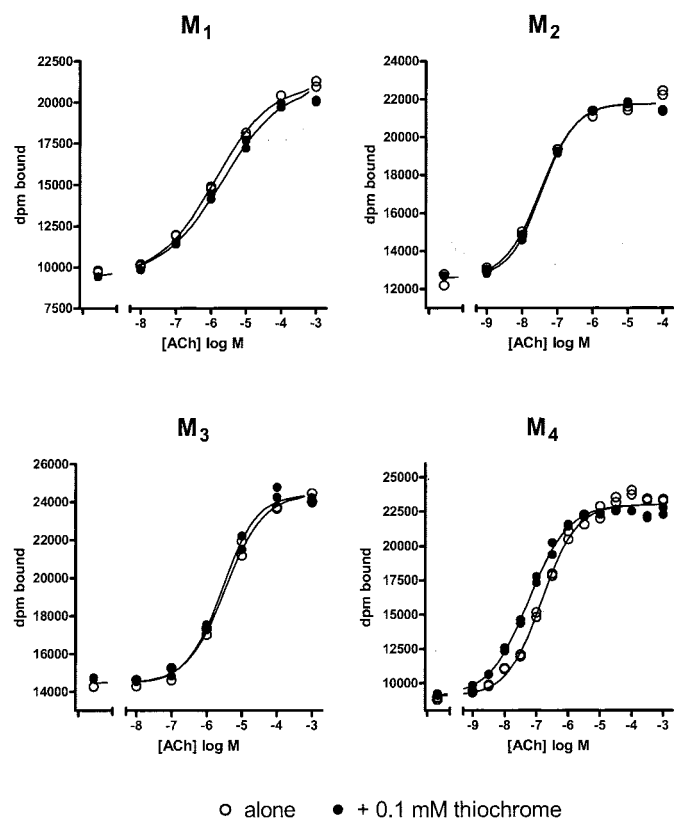 M1
M2
22500
20000
17500
15000
12500
10000
7500
dpm bound
-8 -7 -6 -5 -4 -3
[ACh] log M
24000
22000
20000
18000
16000
14000
12000
dpm bound
-9 -8 -7 -6 -5 -4
[ACh] log M
M3
M4
26000
24000
22000
20000
18000
16000
14000
dpm bound
-8 -7 -6 -5 -4 -3
[ACh] log M
25000
22500
20000
17500
15000
12500
10000
dpm bound
-9 -8 -7 -6 -5 -4 -3
[ACh] log M
alone + 0.1 mM thiochrome